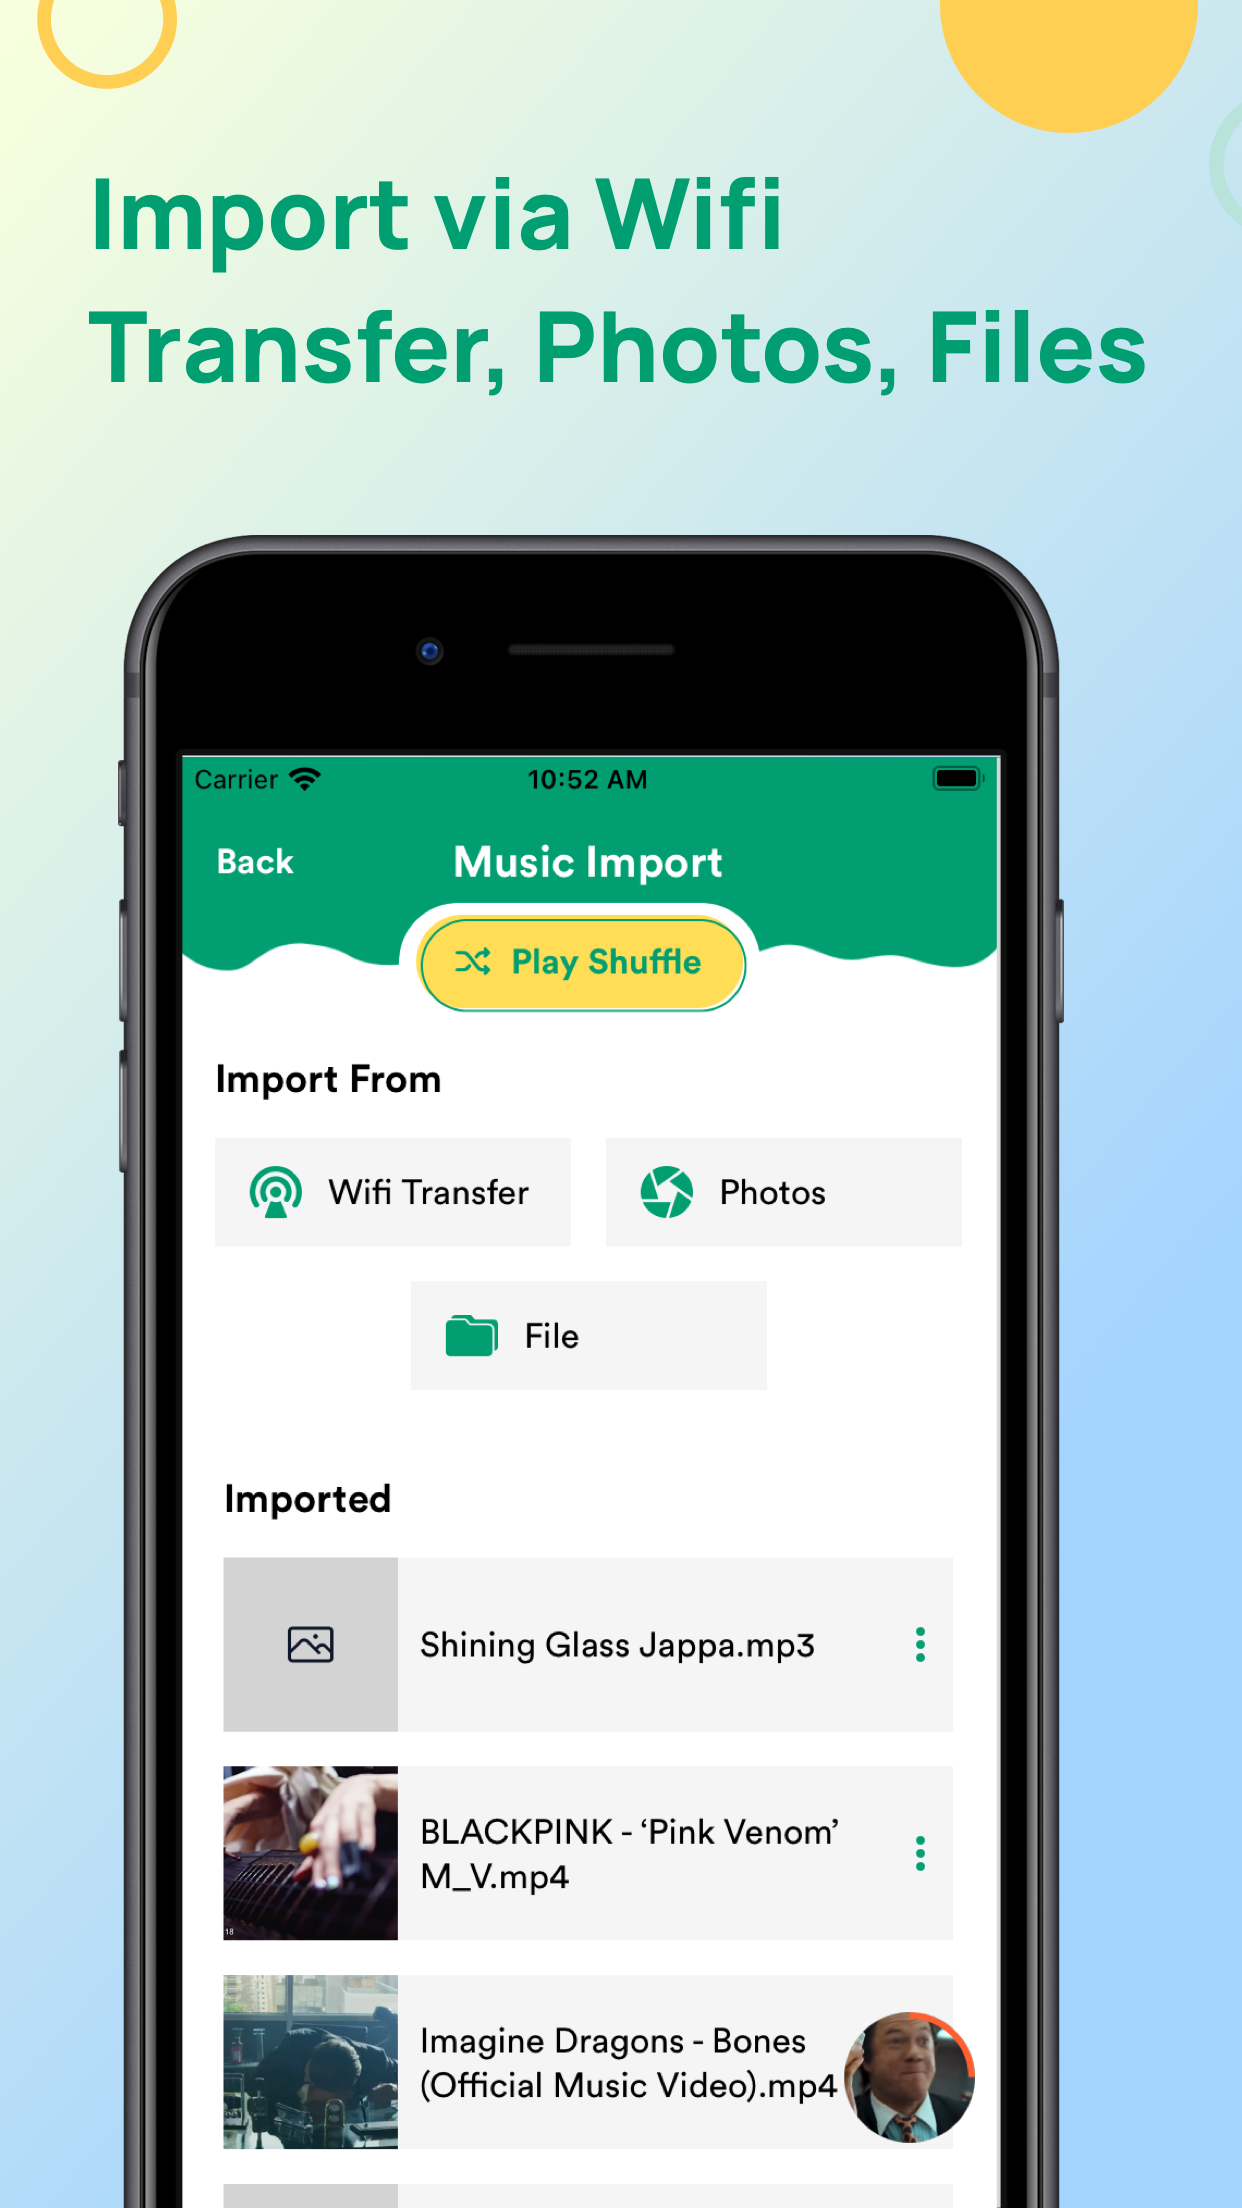 Import via Wifi
Transfer, Photos, Files
Carrier
10:52 AM
Back
Music Import
Play Shuffle
Import From
Wifi Transfer
Photos
File
Imported
Shining Glass Jappa.mp3
BLACKPINK - ‘Pink Venom’
M_V.mp4
18
Imagine Dragons - Bones
(Official Music Video).mp4